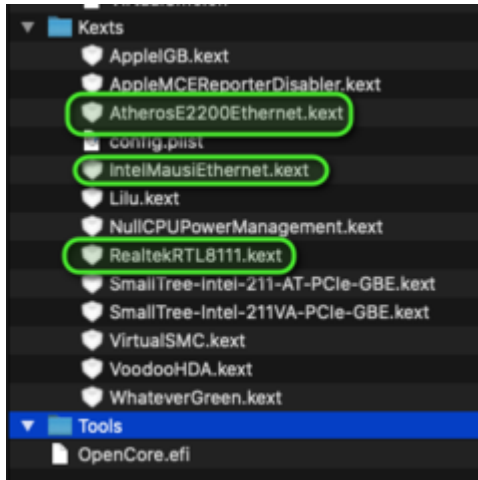 VirtualSMC.efi
Kexts
AppleIGB.kext
AppleMCEReporterDisabler.kext
AtherosE2200Ethernet.kext
config.plist
IntelMausiEthernet.kext
Lilu.kext
NullCPUPowerManagement.kext
RealtekRTL8111.kext
SmallTree-Intel-211-AT-PCIe-GBE.kext
SmallTree-Intel-211VA-PCIe-GBE.kext
VirtualSMC.kext
VoodooHDA.kext
WhateverGreen.kext
Tools
OpenCore.efi